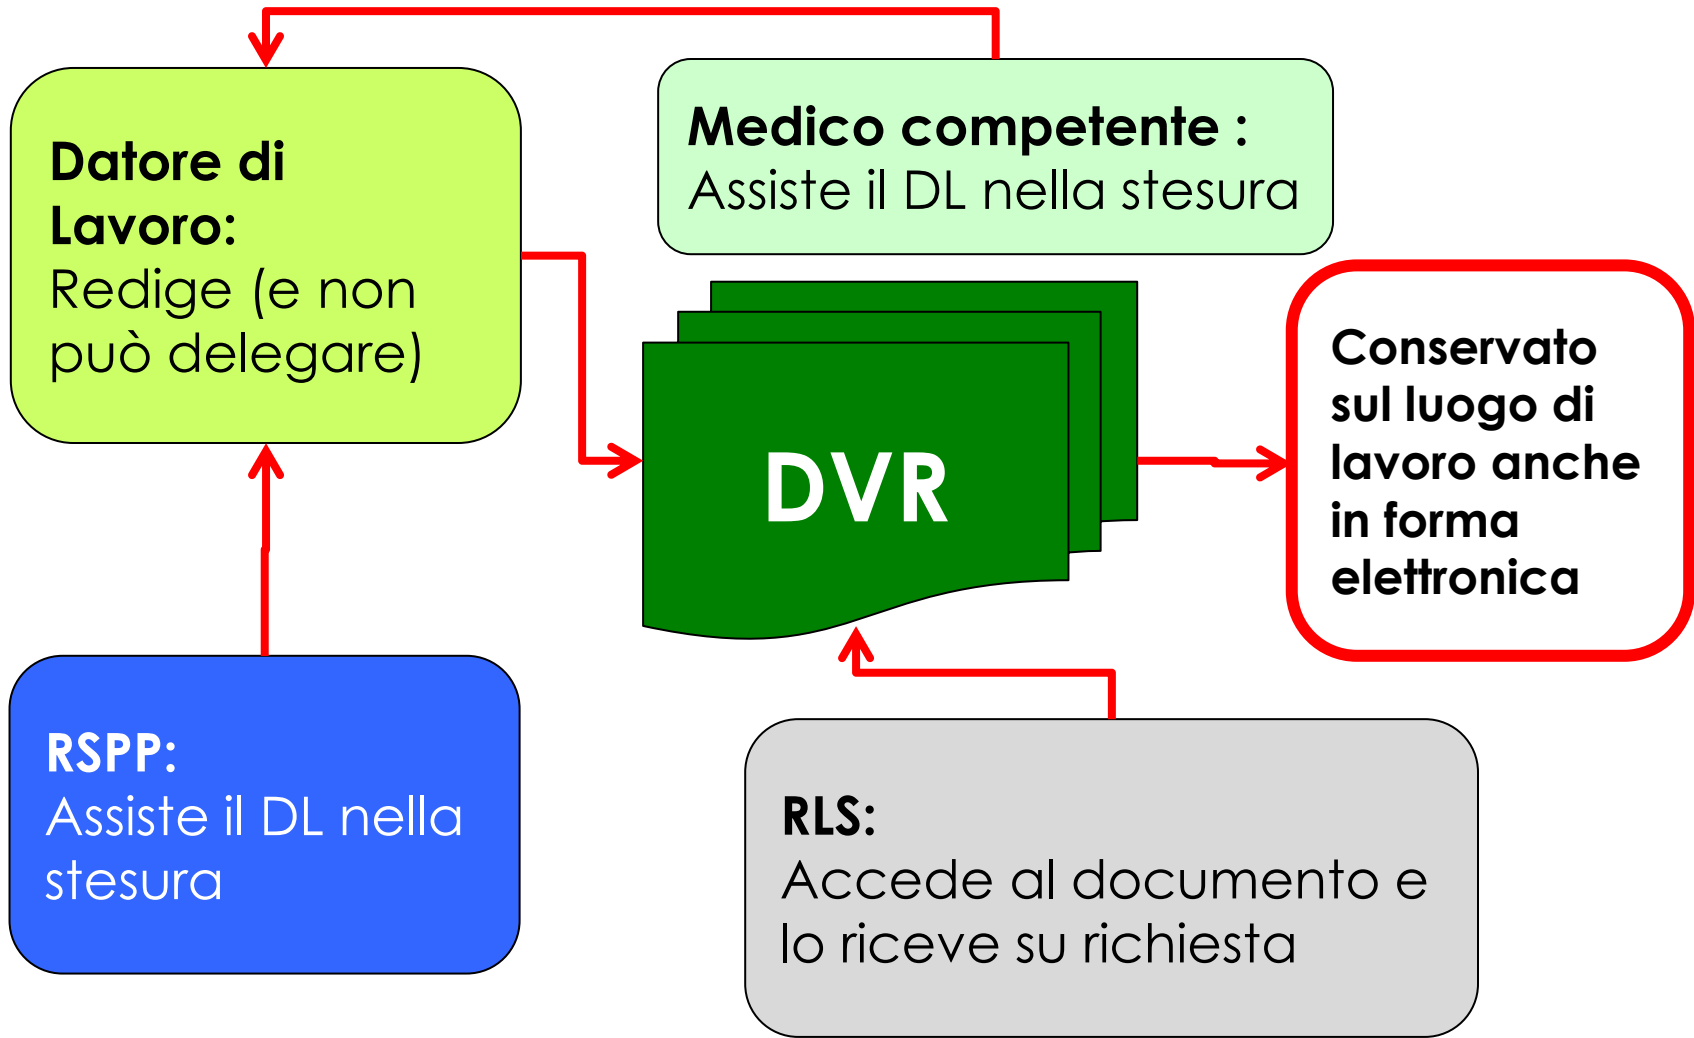 Datore di
Lavoro:
Redige (e non
può delegare)
Medico competente :
Assiste il DL nella stesura
DVR
Conservato
sul luogo di
lavoro anche
in forma
elettronica
RSPP:
Assiste il DL nella
stesura
RLS:
Accede al documento e
lo riceve su richiesta